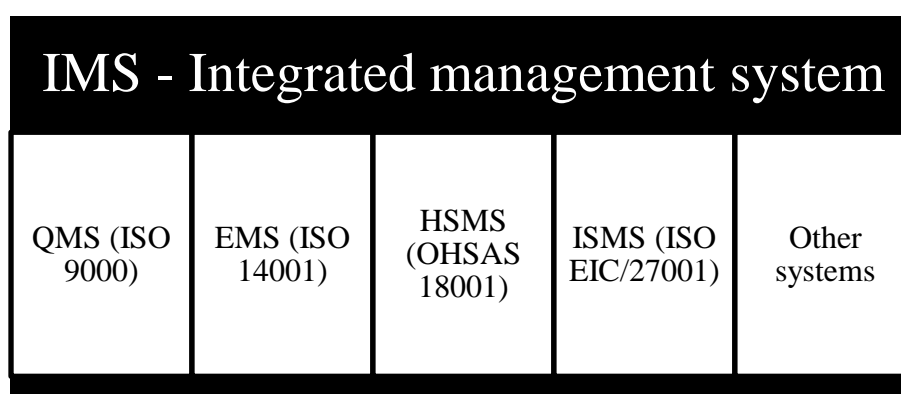 IMS - Integrated management system
QMS (ISO
9000)
EMS (ISO
14001)
HSMS
(OHSAS
18001)
ISMS (ISO
EIC/27001)
Other
systems